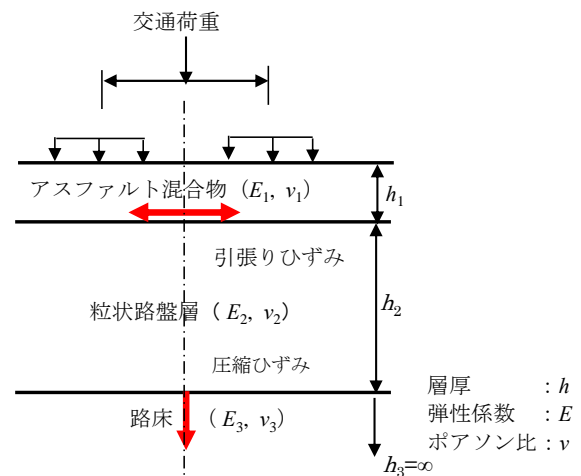 交通荷重
アスファルト混合物（E1, ν1）
h1
引張りひずみ
粒状路盤層（ E2, ν2）
h2
圧縮ひずみ
路床　（E3, ν3）
h3=∞
層厚　　　：h
弾性係数　：E
ポアソン比：ν